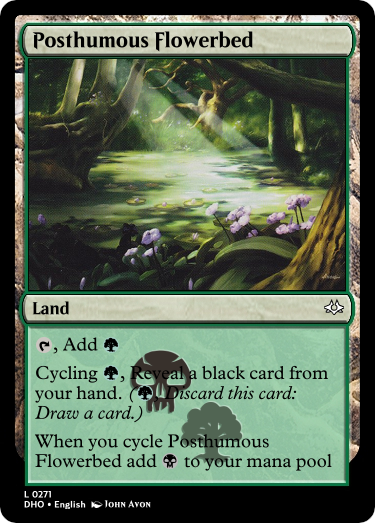 Posthumous Flowerbed
Land
, Add
Cycling , Reveal a black card from
your hand. ( , Discard this card:
Draw a card.)
When you cycle Posthumous
Flowerbed add to your mana pool
L 0271
DHO • English John Avon